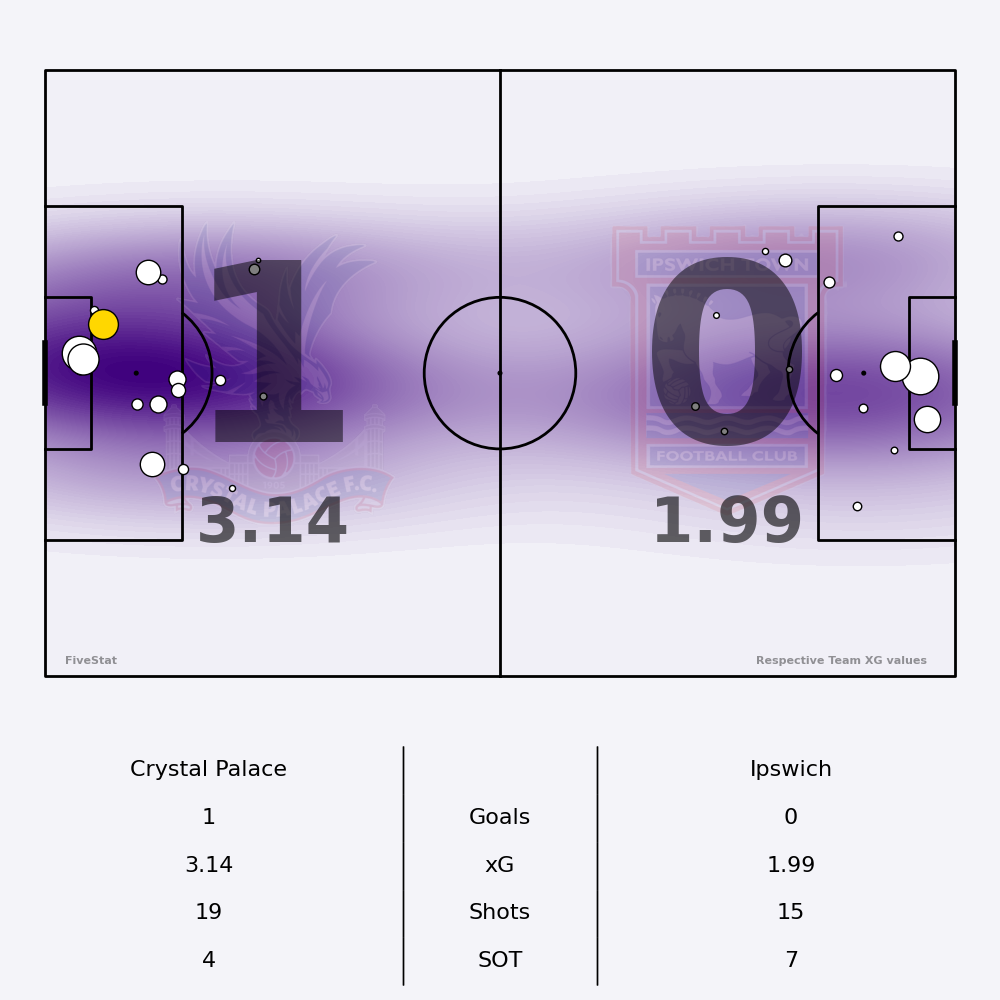 IPSWICH TOWN
1
0
FOOTBALL CLUB
CRYSTAL PALACE F.C.
3.14
1.99
FiveStat
Respective Team XG values
Crystal Palace
Ipswich
1
Goals
0
3.14
xG
1.99
19
Shots
15
4
SOT
7